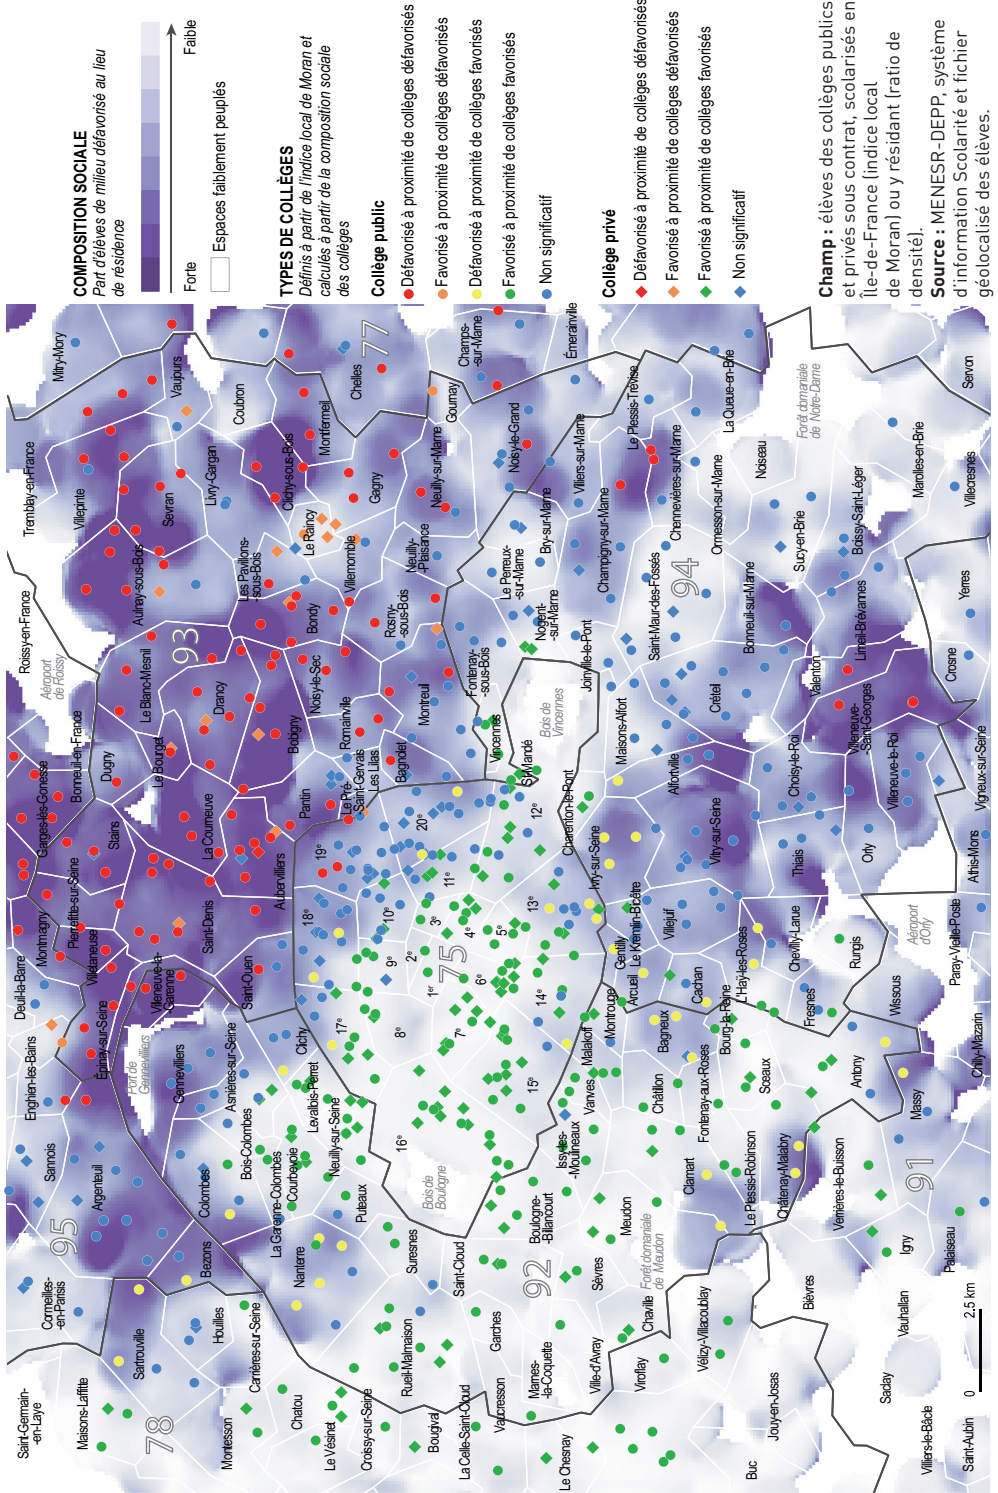 COMPOSITION SOCIALE
Part d'élèves de milieu défavorisé au lieu
de résidence
Forte
Faible
Espaces faiblement peuplés
TYPES DE COLLÈGES
Définis à partir de l'indice local de Moran et
calculés à partir de la composition sociale
des collèges
Collège public
Défavorisé à proximité de collèges défavorisés
Favorisé à proximité de collèges défavorisés
Défavorisé à proximité de collèges favorisés
Favorisé à proximité de collèges favorisés
Non significatif
Collège privé
Défavorisé à proximité de collèges défavorisés
Favorisé à proximité de collèges défavorisés
Favorisé à proximité de collèges favorisés
Non significatif
Champ : élèves des collèges publics
et privés sous contrat, scolarisés en
Île-de-France (indice local
de Moran) ou y résidant (ratio de
densité).
Source : MENESR-DEPP, système
d'information Scolarité et fichier
géolocalisé des élèves.
Saint-Germain
-en-Laye
Maisons-Laffitte
78
Montesson
Chatou
Le Vésinet
Croissy-sur-Seine
Bougival
La Celle-Saint-Cloud
Vaucresson
Le Chesnay
Buc
Jouy-en-Josas
Villiers-le-Bâcle
Saint-Aubin
Saclay
Vauhallan
Cormeilles-
en-Parisis
95
Sannois
Argenteuil
Sartrouville
Houilles
Carrières-sur-Seine
Bezons
Colombes
Nanterre
Rueil-Malmaison
Garches
Marnes-
la-Coquette
Ville-d'Avray
Viroflay
Vélizy-Villacoublay
Chaville
Sèvres
Meudon
Forêt domaniale
de Meudon
Bièvres
Igny
Palaiseau
91
Verrières-le-Buisson
Massy
Antony
Chilly-Mazarin
Wissous
Paray-Vieille-Poste
Aéroport
d'Orly
Athis-Mons
Vigneux-sur-Seine
Enghien-les-Bains
Deuil-la-Barre
Montmagny
Épinay-sur-Seine
Villetaneuse
Pierrefitte-sur-Seine
Garges-lès-Gonesse
Bonneuil-en-France
Stains
Dugny
Villeneuve-la-
Garenne
Port de
Gennevilliers
Gennevilliers
Asnières-sur-Seine
Bois-Colombes
La Garenne-Colombes
Courbevoie
Levallois-Perret
Neuilly-sur-Seine
Puteaux
Suresnes
Saint-Cloud
Boulogne
-Billancourt
92
Bois de
Boulogne
Clichy
Saint-Ouen
Saint-Denis
Aubervilliers
La Courneuve
Le Bourget
Drancy
Le Blanc-Mesnil
93
Bobigny
Pantin
Le Pré-
Saint-Gervais
Les Lilas
Romainville
Noisy-le-Sec
Bagnolet
Montreuil
Bondy
Rosny-
sous-Bois
Fontenay-
sous-Bois
Vincennes
St-Mandé
Bois de
Vincennes
Nogent-
sur-Marne
Joinville-le-Pont
Charenton-le-Pont
75
1er
2e
3e
4e
5e
6e
7e
8e
9e
10e
11e
12e
13e
14e
15e
16e
17e
18e
19e
20e
Issy-les-
-Moulineaux
Vanves
Malakoff
Montrouge
Châtillon
Clamart
Fontenay-aux-Roses
Bagneux
Le Plessis-Robinson
Châtenay-Malabry
Sceaux
Bourg-la-Reine
Cachan
Arcueil
Gentilly
Le Kremlin-Bicêtre
Ivry-sur-Seine
Villejuif
L'Haÿ-les-Roses
Chevilly-Larue
Fresnes
Rungis
Vitry-sur-Seine
Thiais
Orly
Choisy-le-Roi
Alfortville
Maisons-Alfort
Créteil
Saint-Maur-des-Fossés
94
Bonneuil-sur-Marne
Valenton
Villeneuve-
Saint-Georges
Villeneuve-le-Roi
Limeil-Brévannes
Crosne
Yerres
Boissy-Saint-Léger
Sucy-en-Brie
Villecresnes
Marolles-en-Brie
Servon
Forêt domaniale
de Notre-Dame
Noiseau
La Queue-en-Brie
Ormesson-sur-Marne
Chennevières-sur-Marne
Le Plessis-Trévise
Champigny-sur-Marne
Villiers-sur-Marne
Bry-sur-Marne
Le Perreux-
sur-Marne
Noisy-le-Grand
Émerainville
Champs-
sur-Marne
Gournay
Neuilly-sur-Marne
Neuilly
-Plaisance
Villemomble
Gagny
Le Raincy
Chelles
77
Montfermeil
Clichy-sous-Bois
Les Pavillons-
sous-Bois
Livry-Gargan
Coubron
Vaujours
Sevran
Aulnay-sous-Bois
Villepinte
Tremblay-en-France
Mitry-Mory
Roissy-en-France
Aéroport
de Roissy
0
2.5 km